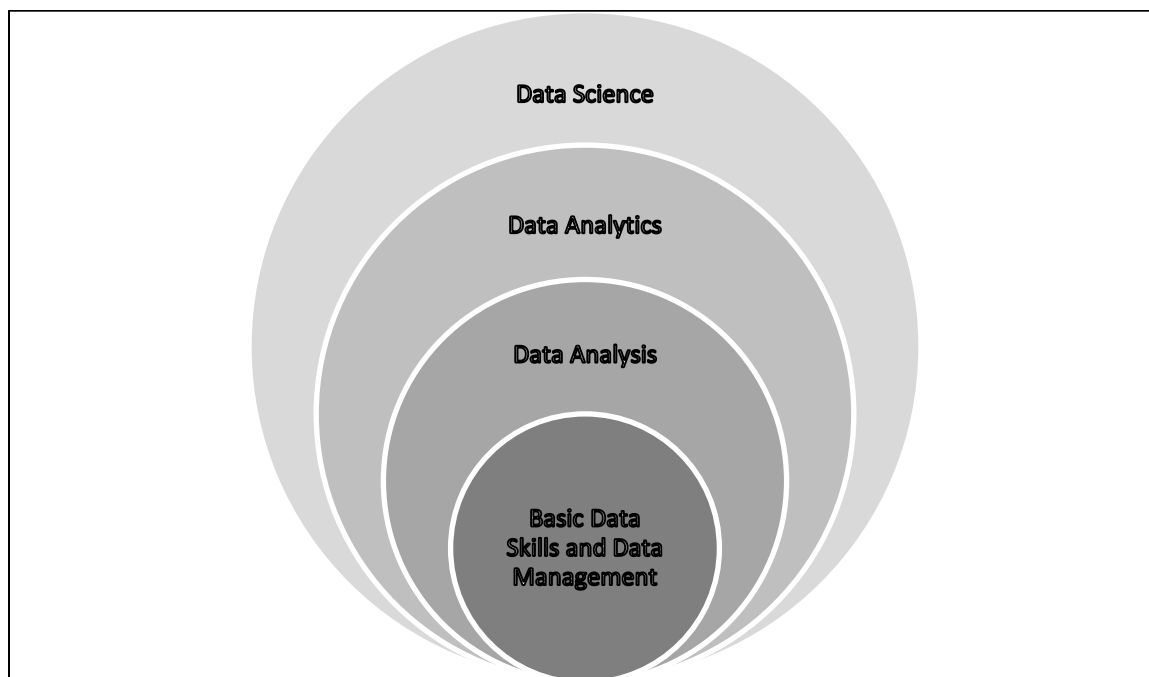 Data Science
Data Analytics
Data Analysis
Basic Data
Skills and Data
Management